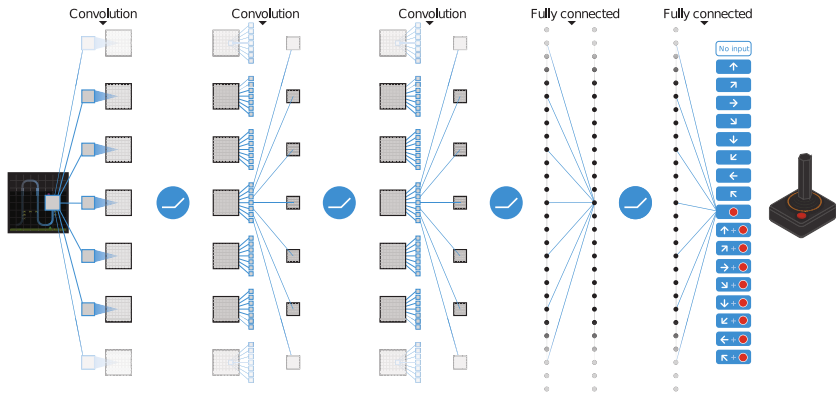 Convolution
Convolution
Convolution
Fully connected
Fully connected
No input
+
+
+
+
+
+
+
+